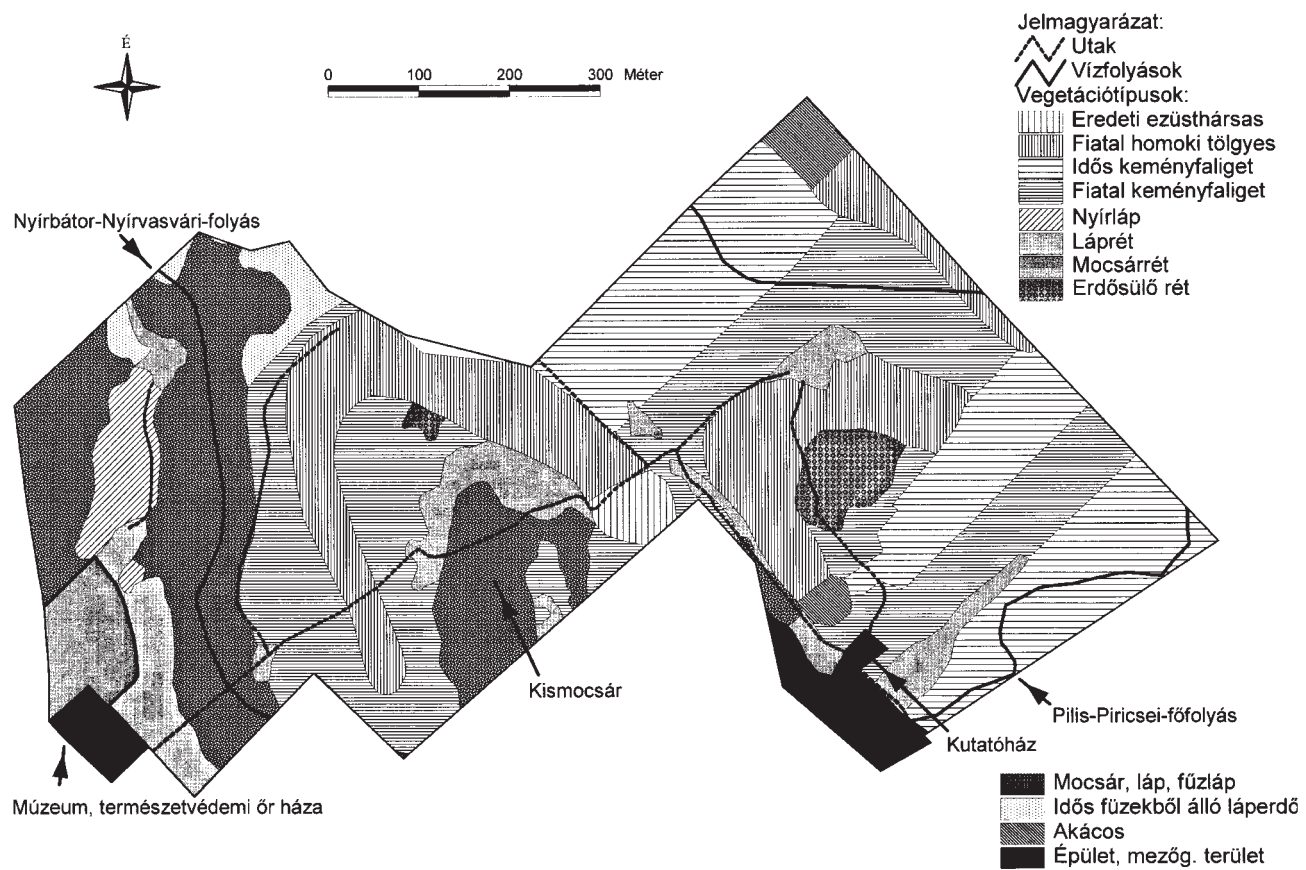 É
0 100 200 300 Méter
Jelmagyarázat:
Utak
Vízfolyások
Vegetációtípusok:
Eredeti ezüsthársas
Fiatal homoki tölgyes
Idős keményfaliget
Fiatal keményfaliget
Nyírláp
Láprét
Mocsárrét
Erdősülő rét
Nyírbátor-Nyírvasvári-folyás
Kismocsár
Pilis-Piricsei-főfolyás
Kutatóház
Múzeum, természetvédemi őr háza
Mocsár, láp, fűzláp
Idős füzekből álló láperdő
Akácos
Épület, mezőg. terület